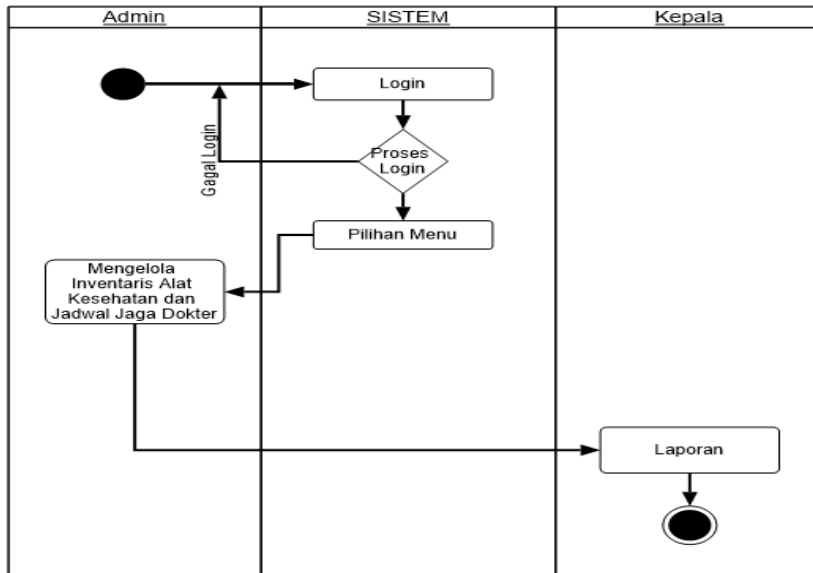 Admin
SISTEM
Kepala
Login
Gagal Login
Proses
Login
Pilihan Menu
Mengelola
Inventaris Alat
Kesehatan dan
Jadwal Jaga Dokter
Laporan